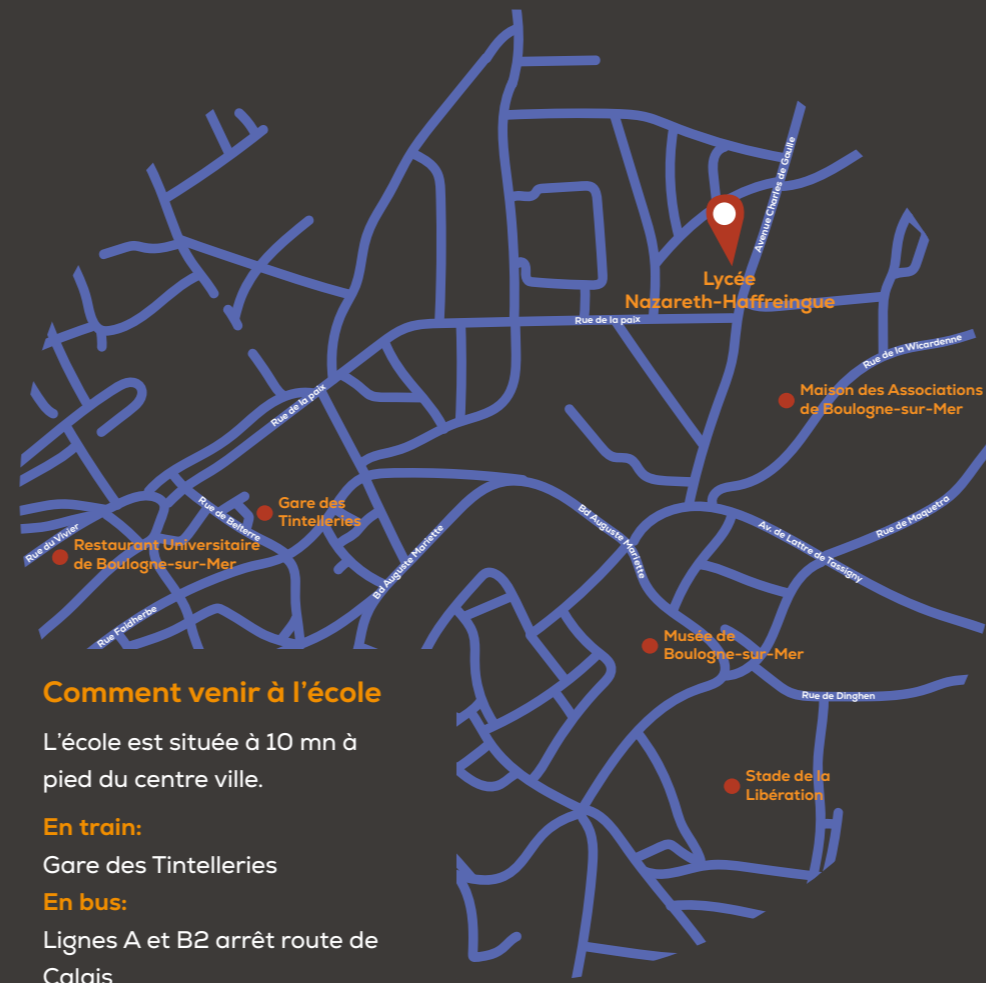 Avenue Charles de Gaulle
Lycée
Nazareth-Haffreingue
Rue de la paix
Rue de la Wicardenne
Maison des Associations
de Boulogne-sur-Mer
Rue de la paix
Gare des
Tintelleries
Rue de Belterre
Rue du Vivier
Restaurant Universitaire
de Boulogne-sur-Mer
Bd Auguste Mariette
Bd Auguste Mariette
Rue de Maquetra
Av. de Lattre de Tassigny
Rue Faidherbe
Musée de
Boulogne-sur-Mer
Rue de Dinghen
Stade de la
Libération
Comment venir à l'école
L'école est située à 10 mn à
pied du centre ville.
En train:
Gare des Tintelleries
En bus:
Lignes A et B2 arrêt route de
Calais